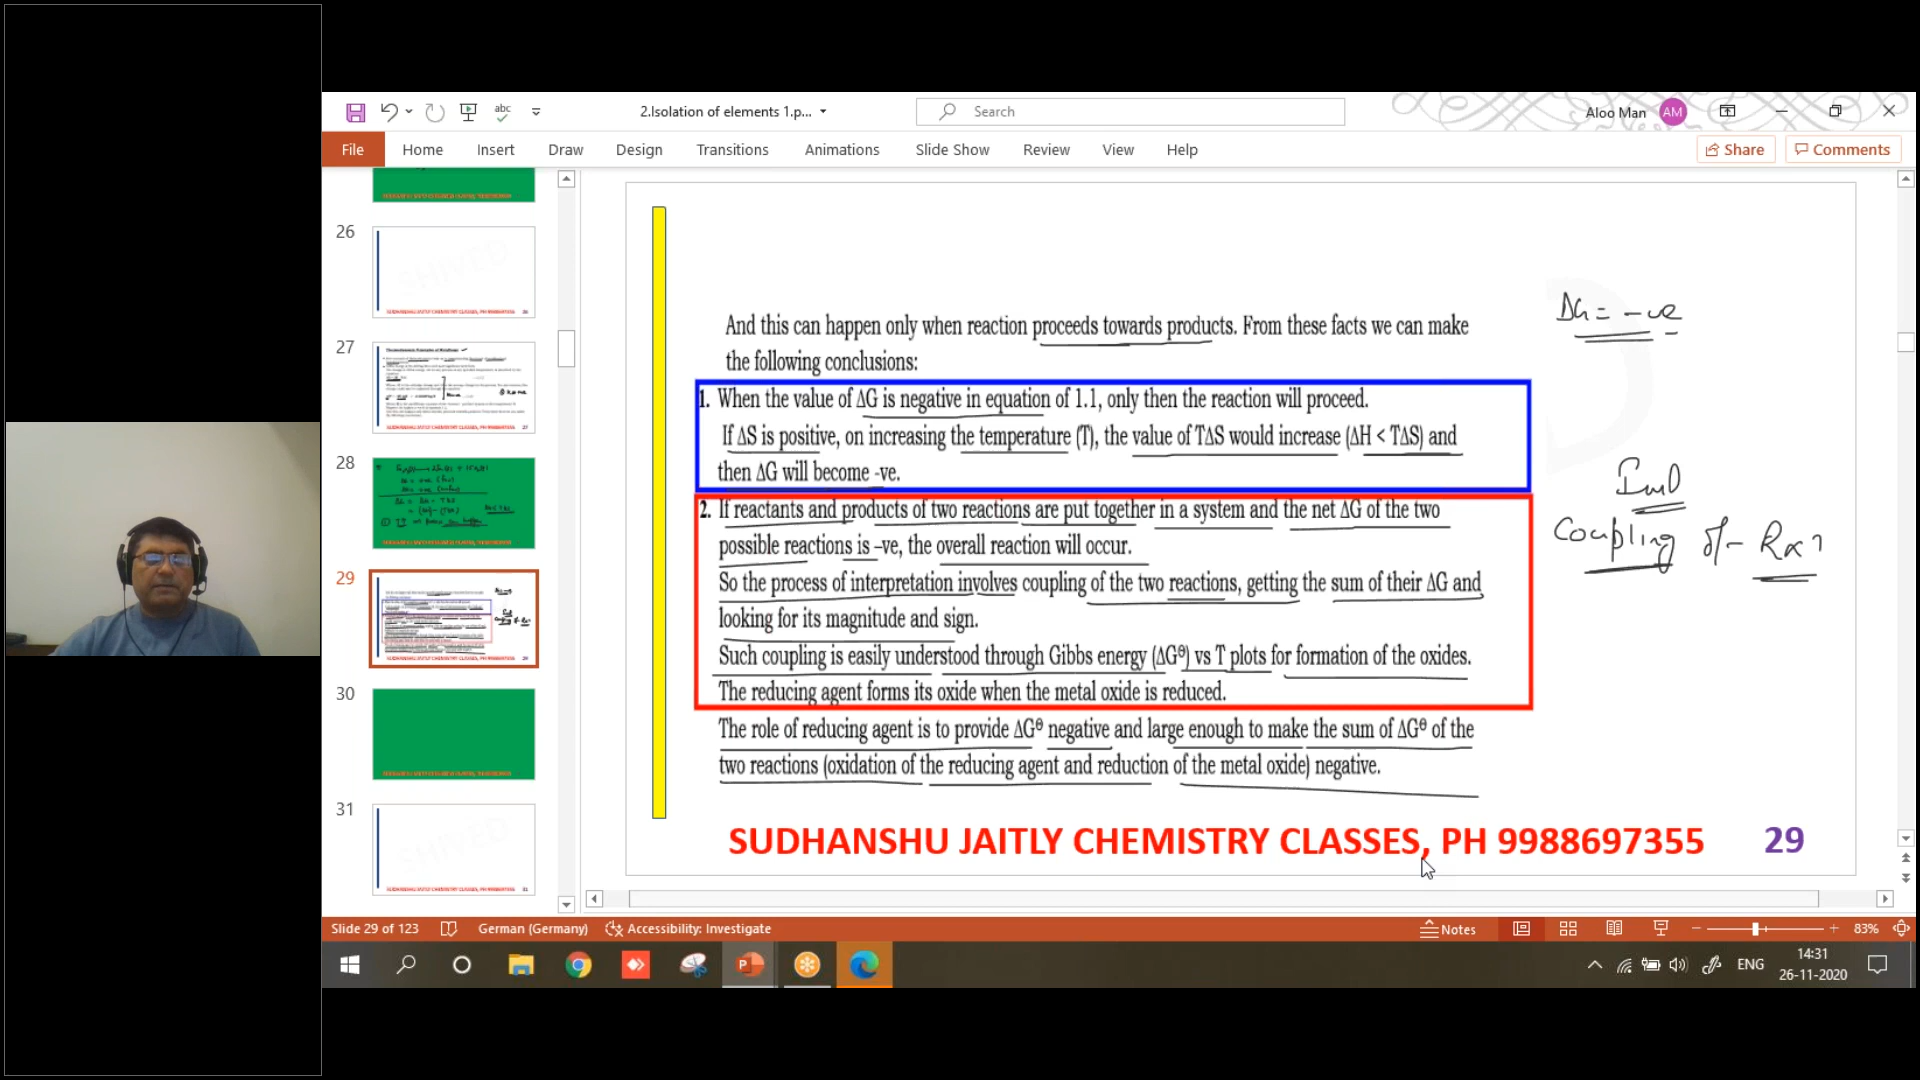 2.Isolation of elements 1.p...
Search
Aloo Man
AM
File
Home
Insert
Draw
Design
Transitions
Animations
Slide Show
Review
View
Help
Share
Comments
26
27
28
29
30
31
And this can happen only when reaction proceeds towards products. From these facts we can make
the following conclusions:
1. When the value of ΔG is negative in equation of 1.1, only then the reaction will proceed.
If ΔS is positive, on increasing the temperature (T), the value of TΔS would increase (ΔH < TΔS) and
then ΔG will become -ve.
2. If reactants and products of two reactions are put together in a system and the net ΔG of the two
possible reactions is –ve, the overall reaction will occur.
So the process of interpretation involves coupling of the two reactions, getting the sum of their ΔG and
looking for its magnitude and sign.
Such coupling is easily understood through Gibbs energy (ΔG⊖) vs T plots for formation of the oxides.
The reducing agent forms its oxide when the metal oxide is reduced.
The role of reducing agent is to provide ΔG⊖ negative and large enough to make the sum of ΔG⊖ of the
two reactions (oxidation of the reducing agent and reduction of the metal oxide) negative.
ΔG = -ve
Coupling of Rxn
SUDHANSHU JAITLY CHEMISTRY CLASSES, PH 9988697355
29
Slide 29 of 123
German (Germany)
Accessibility: Investigate
Notes
83%
ENG
14:31
26-11-2020